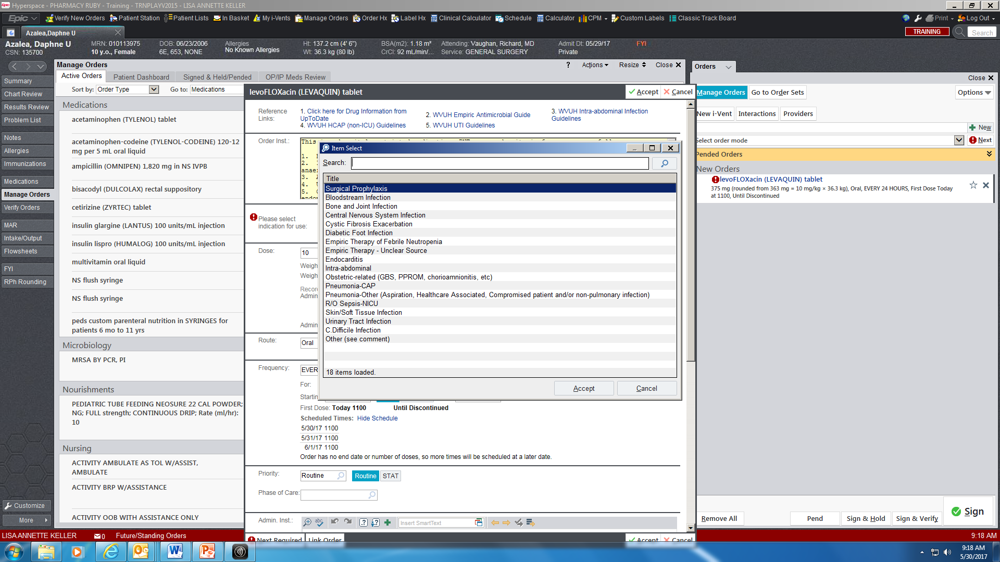 Hyperspace - PHARMACY RUBY - Training - TRNPLAYV2015 - LISA ANNETTE KELLER
Epic Verify New Orders Patient Station Patient Lists In Basket My i-Vents Manage Orders Order Hx Label Hx Clinical Calculator Schedule Calculator CPM Custom Labels Classic Track Board Print Log Out
Azalea,Daphne U TRAINING Search
Azalea, Daphne U MRN: 010113975 DOB: 06/23/2006 Allergies Ht: 137.2 cm (4' 6") BSA(m2): 1.18 m² Attending: Vaughan, Richard, MD Admit Dt: 05/29/17 FYI
CSN: 135700 10 y.o., Female 6E, 653, NONE No Known Allergies Wt: 36.3 kg (80 lb) CrCl: 92 mL/min/... Service: GENERAL SURGERY Private
Summary
Chart Review
Results Review
Problem List
Notes
Allergies
Immunizations
Medications
Manage Orders
Verify Orders
MAR
Intake/Output
Flowsheets
FYI
RPh Rounding
Customize
More
Manage Orders ? Actions Resize Close
Active Orders Patient Dashboard Signed & Held/Pended OP/IP Meds Review
Sort by: Order Type Go to: Medications
Medications
acetaminophen (TYLENOL) tablet
acetaminophen-codeine (TYLENOL-CODEINE) 120-12
mg per 5 mL oral liquid
ampicillin (OMNIPEN) 1,820 mg in NS IVPB
bisacodyl (DULCOLAX) rectal suppository
cetirizine (ZYRTEC) tablet
insulin glargine (LANTUS) 100 units/mL injection
insulin lispro (HUMALOG) 100 units/mL injection
multivitamin oral liquid
NS flush syringe
NS flush syringe
peds custom parenteral nutrition in SYRINGES for
patients 6 mo to 11 yrs
Microbiology
MRSA BY PCR, PI
Nourishments
PEDIATRIC TUBE FEEDING NEOSURE 22 CAL POWDER;
NG; FULL strength; CONTINUOUS DRIP; Rate (ml/hr):
10
Nursing
ACTIVITY AMBULATE AS TOL W/ASSIST,
AMBULATE
ACTIVITY BRP W/ASSISTANCE
ACTIVITY OOB WITH ASSISTANCE ONLY
levoFLOXacin (LEVAQUIN) tablet Accept Cancel
Reference
Links:
1. Click here for Drug Information from
UpToDate
2. WVUH Empiric Antimicrobial Guide
3. WVUH Intra-abdominal Infection
Guidelines
4. WVUH HCAP (non-ICU) Guidelines 5. WVUH UTI Guidelines
Order Inst.:
1.
2.
3.
4.
5.
Please select
indication for use:
Dose: 10
Route: Oral
Frequency:
For:
First Dose: Today 1100 Until Discontinued
Scheduled Times: Hide Schedule
5/30/17 1100
5/31/17 1100
6/1/17 1100
Order has no end date or number of doses, so more times will be scheduled at a later date.
Priority: Routine Routine STAT
Phase of Care:
Admin. Inst.: Insert SmartText
Next Required Link Order Accept Cancel
Item Select
Search:
Title
Surgical Prophylaxis
Bloodstream Infection
Bone and Joint Infection
Central Nervous System Infection
Cystic Fibrosis Exacerbation
Diabetic Foot Infection
Empiric Therapy of Febrile Neutropenia
Empiric Therapy - Unclear Source
Endocarditis
Intra-abdominal
Obstetric-related (GBS, PPROM, chorioamnionitis, etc)
Pneumonia-CAP
Pneumonia-Other (Aspiration, Healthcare Associated, Compromised patient and/or non-pulmonary infection)
R/O Sepsis-NICU
Skin/Soft Tissue Infection
Urinary Tract Infection
C.Difficile Infection
Other (see comment)
18 items loaded.
Accept Cancel
Orders
Close
Manage Orders Go to Order Sets Options
New i-Vent Interactions Providers
New
Select order mode Next
Pended Orders
New Orders
levoFLOXacin (LEVAQUIN) tablet
375 mg (rounded from 363 mg = 10 mg/kg × 36.3 kg), Oral, EVERY 24 HOURS, First Dose Today
at 1100, Until Discontinued
Remove All Pend Sign & Hold Sign & Verify Sign
LISA ANNETTE KELLER 0 Future/Standing Orders 9:18 AM
9:18 AM
5/30/2017